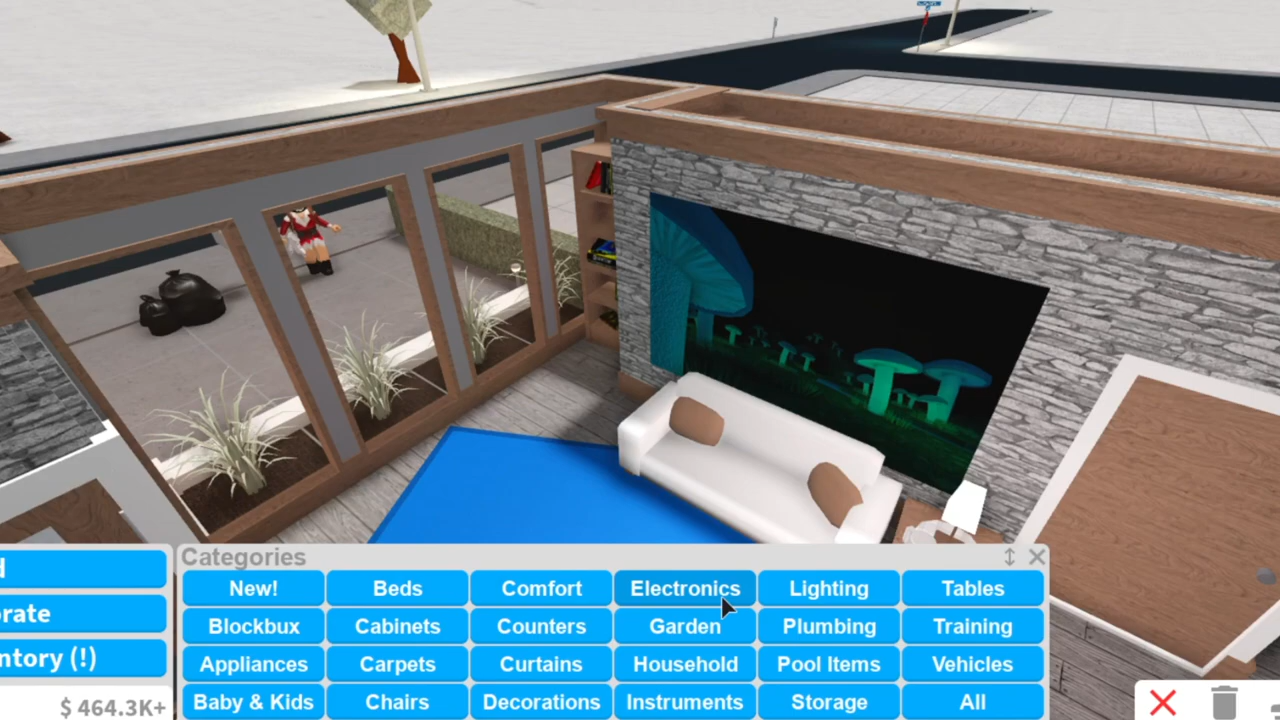 Categories
New! Beds Comfort Electronics Lighting Tables
Blockbux Cabinets Counters Garden Plumbing Training
Appliances Carpets Curtains Household Pool Items Vehicles
Baby & Kids Chairs Decorations Instruments Storage All
orate
ntory (!)
$ 464.3K+